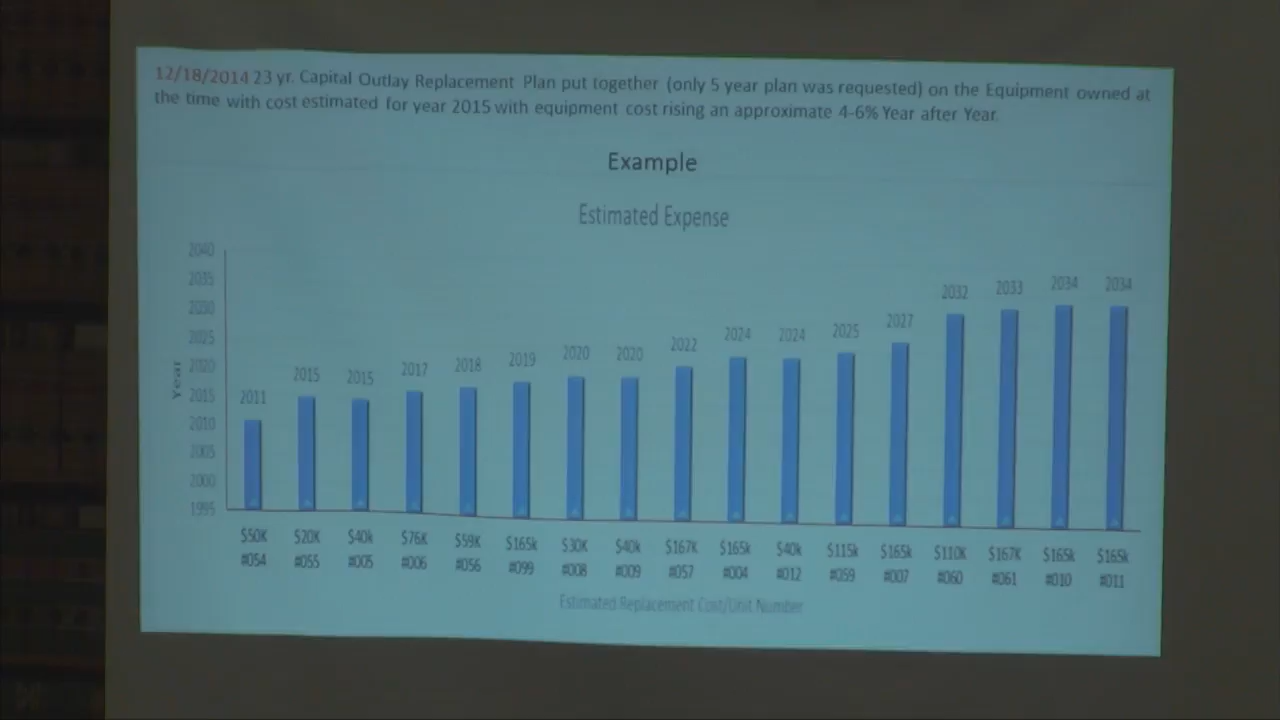 12/18/2014 23 yr. Capital Outlay Replacement Plan put together (only 5 year plan was requested) on the Equipment owned at
the time with cost estimated for year 2015 with equipment cost rising an approximate 4-6% Year after Year.
Example
Estimated Expense
2040
2035
2030
2025
2020
2015
2010
2005
2000
1995
Year
2011 2015 2015 2017 2018 2019 2020 2020 2022 2024 2024 2025 2027 2032 2033 2034 2034
$50K $20K $40k $76K $59K $165k $30K $40k $167K $165k $40k $115k $165k $110K $167K $165k $165k
#054 #055 #005 #006 #056 #099 #008 #009 #057 #004 #012 #059 #007 #060 #061 #010 #011
Estimated Replacement Cost/Unit Number